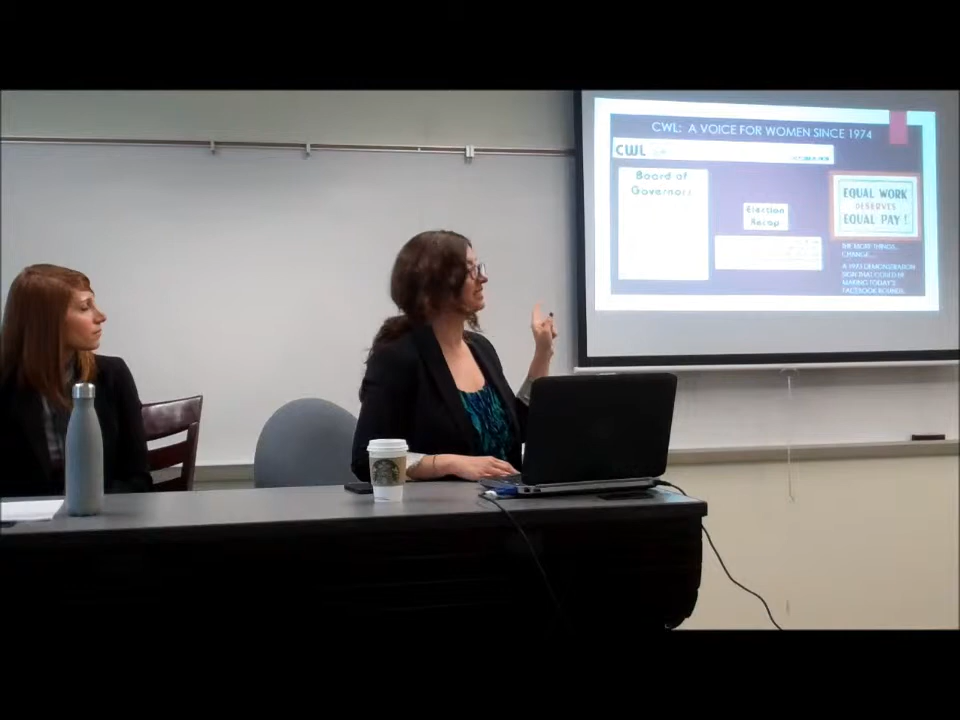 CWL: A VOICE FOR WOMEN SINCE 1974
CWL
Board of
Governors
Election
Recap
EQUAL WORK
DESERVES
EQUAL PAY!
THE MORE THINGS
CHANGE...
DEMONSTRATION
SIGN THAT COULD BE
MAKING TODAY'S
FACEBOOK ROUNDS.